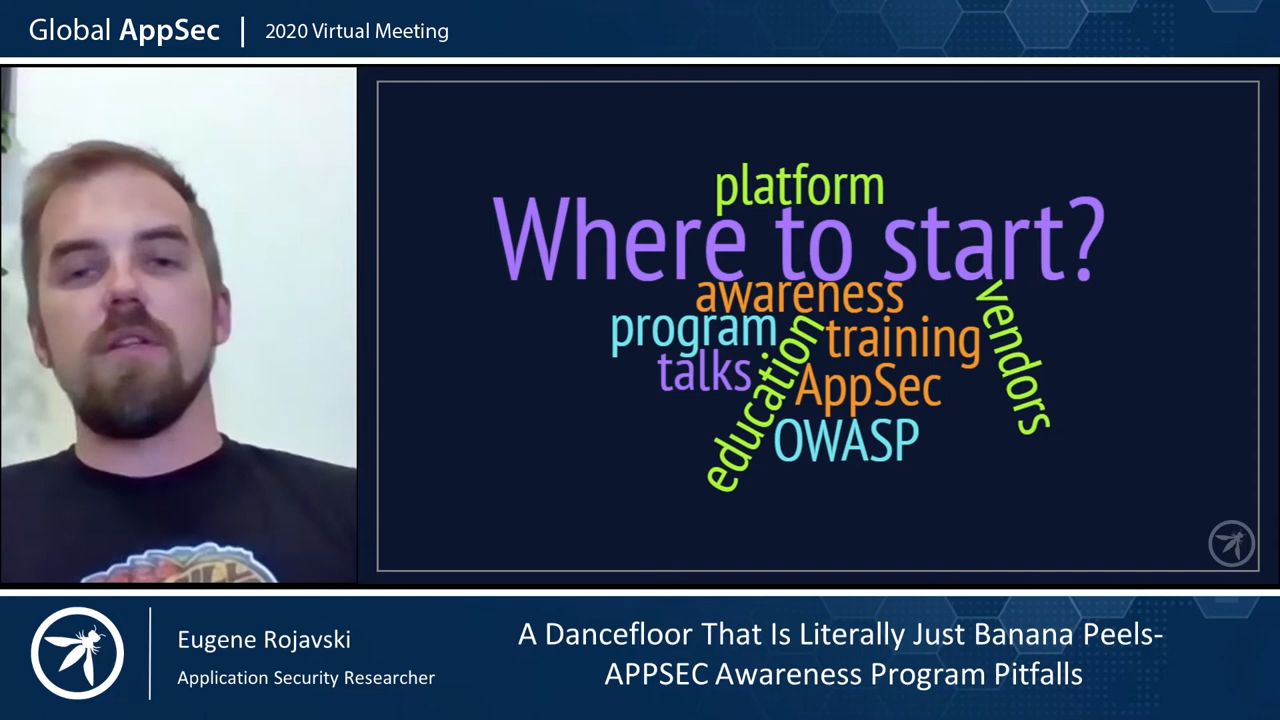 Global AppSec | 2020 Virtual Meeting
platform
Where to start?
awareness
vendors
program
training
talks
education
AppSec
OWASP
Eugene Rojavski
Application Security Researcher
A Dancefloor That Is Literally Just Banana Peels-
APPSEC Awareness Program Pitfalls